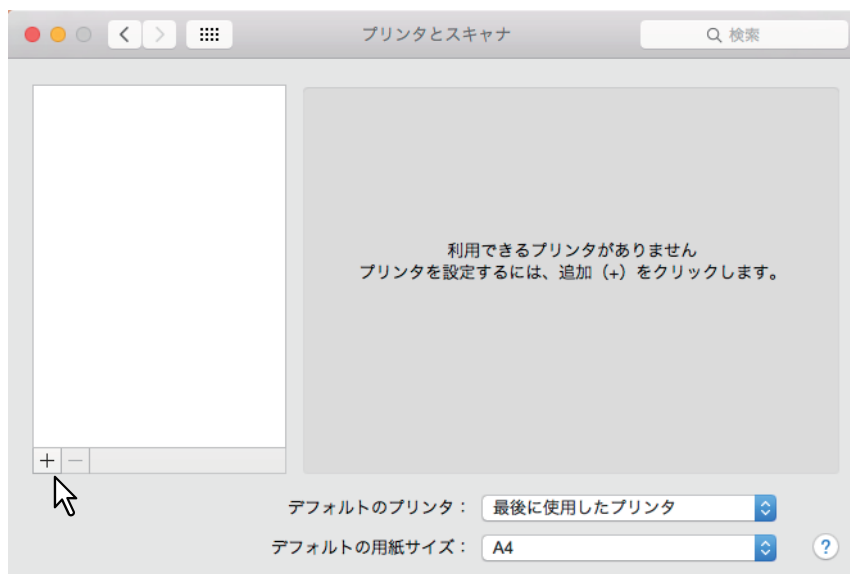 プリンタとスキャナ
検索
利用できるプリンタがありません
プリンタを設定するには、追加（+）をクリックします。
+ −
デフォルトのプリンタ： 最後に使用したプリンタ
デフォルトの用紙サイズ： A4
?